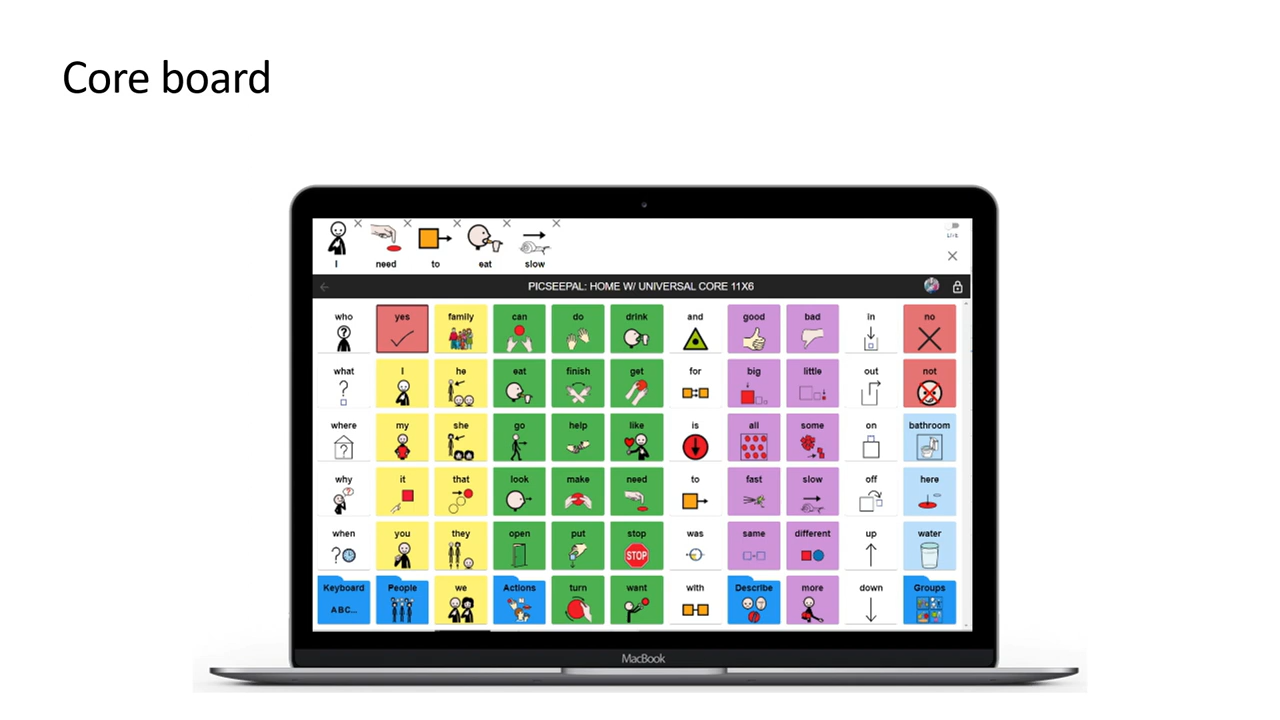 Core board
I need to eat slow
LIVE
PICSEEPAL: HOME W/ UNIVERSAL CORE 11X6
who yes family can do drink and good bad in no
what I he eat finish get for big little out not
where my she go help like is all some on bathroom
why it that look make need to fast slow off here
when you they open put stop was same different up water
STOP
Keyboard People we Actions turn want with Describe more down Groups
ABC...
MacBook